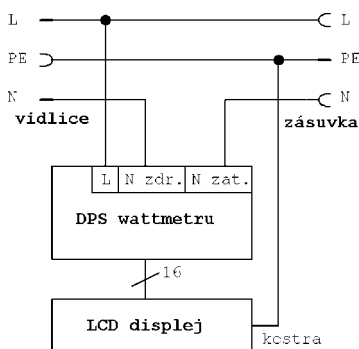 L L
PE PE
N N
vidlice zásuvka
L N zdr. N zat.
DPS wattmetru
16
LCD displej
kostra